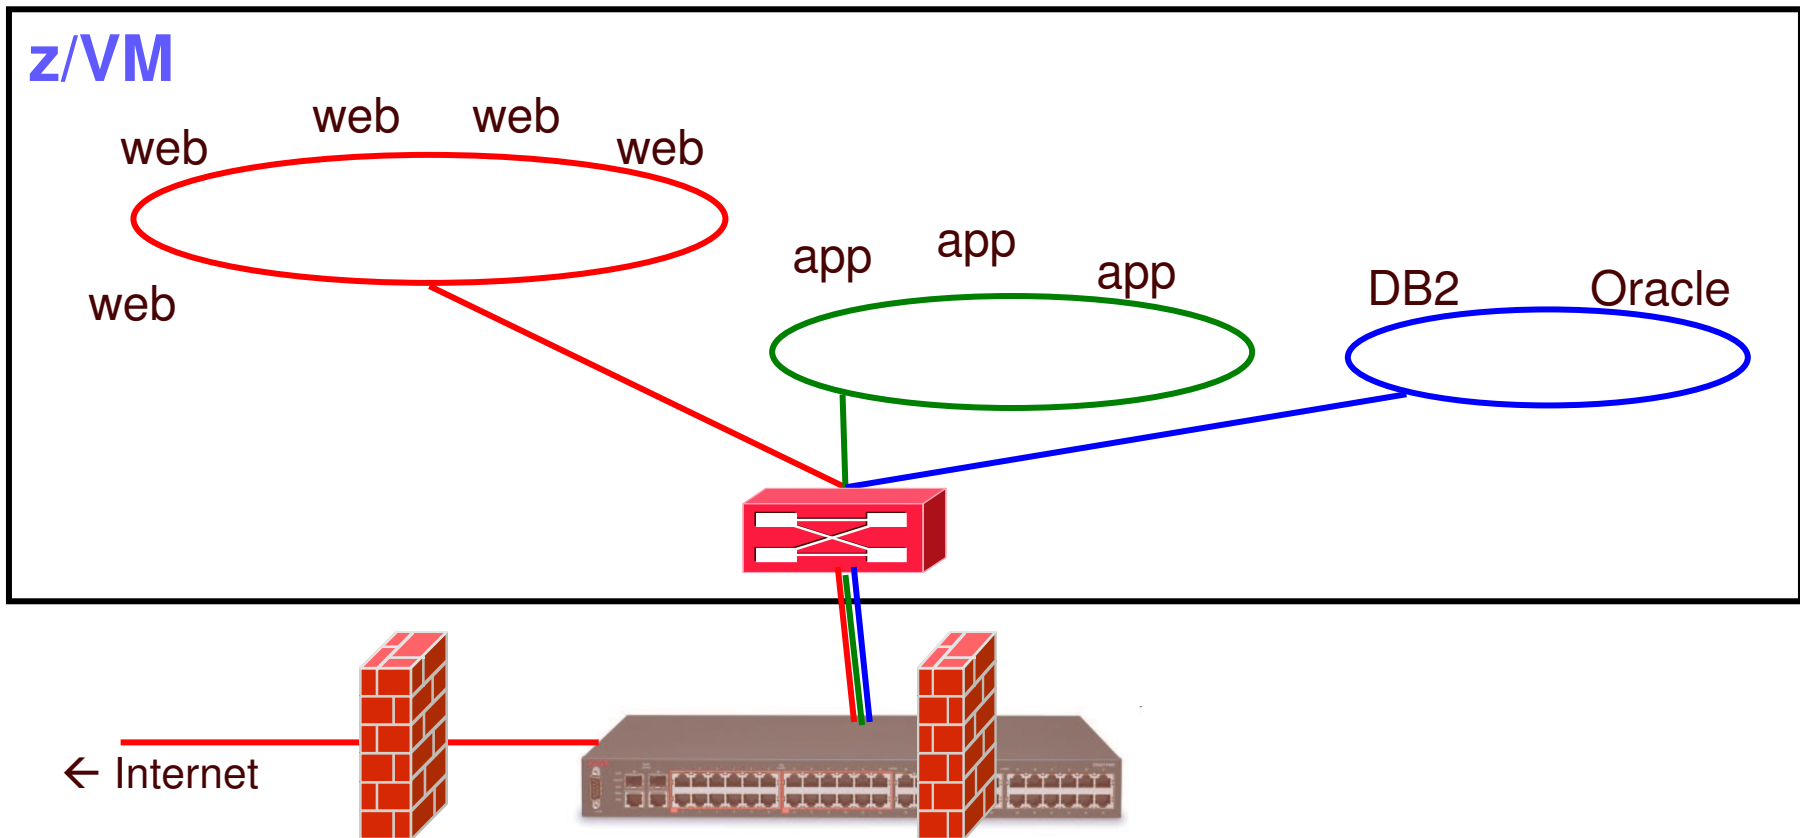 z/VM
web
web
web
web
web
app
app
app
DB2
Oracle
← Internet